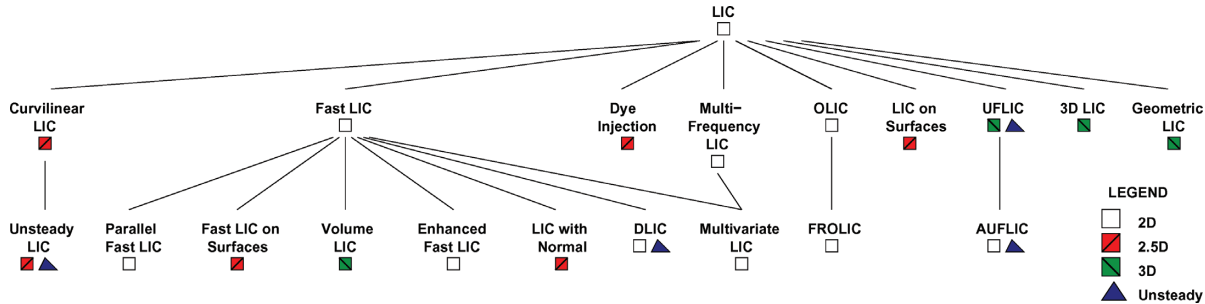 LIC
Curvilinear
LIC
Fast LIC
Dye
Injection
Multi-
Frequency
LIC
OLIC
LIC on
Surfaces
UFLIC
3D LIC
Geometric
LIC
Unsteady
LIC
Parallel
Fast LIC
Fast LIC on
Surfaces
Volume
LIC
Enhanced
Fast LIC
LIC with
Normal
DLIC
Multivariate
LIC
FROLIC
AUFLIC
LEGEND
2D
2.5D
3D
Unsteady